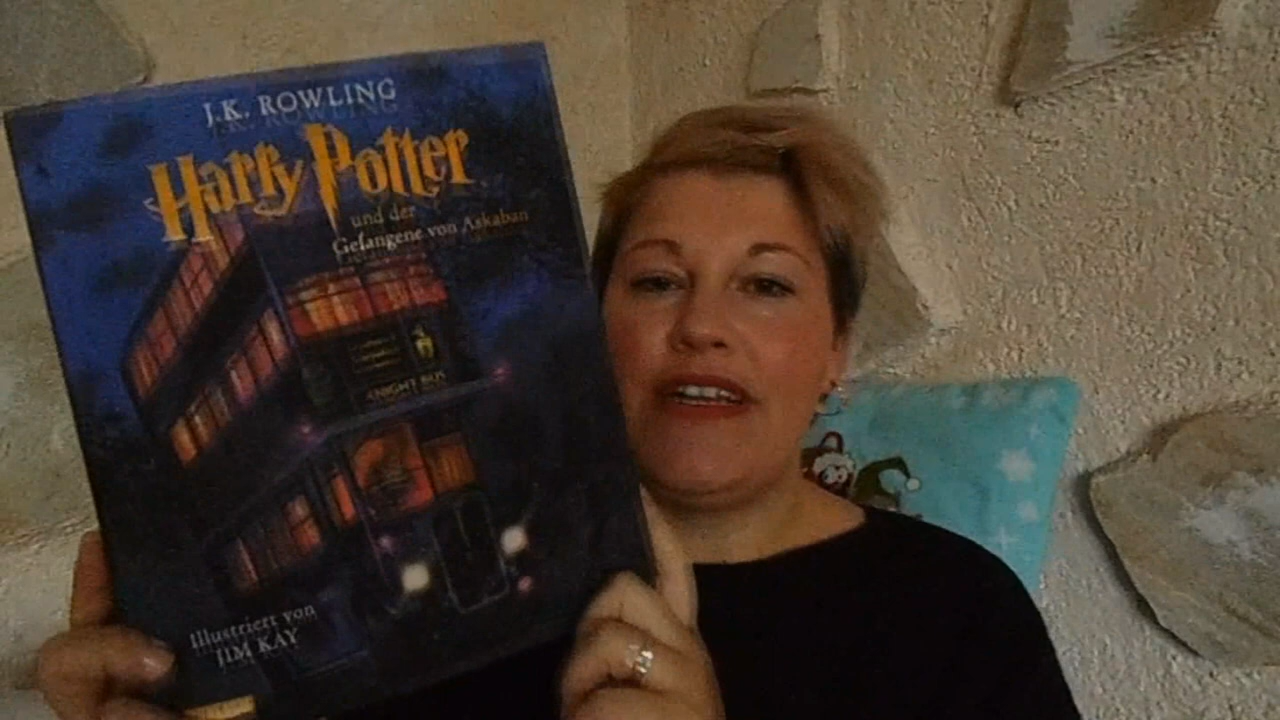 J.K. ROWLING
Harry Potter
und der
Gefangene von Askaban
KNIGHT BUS
Illustriert von
JIM KAY